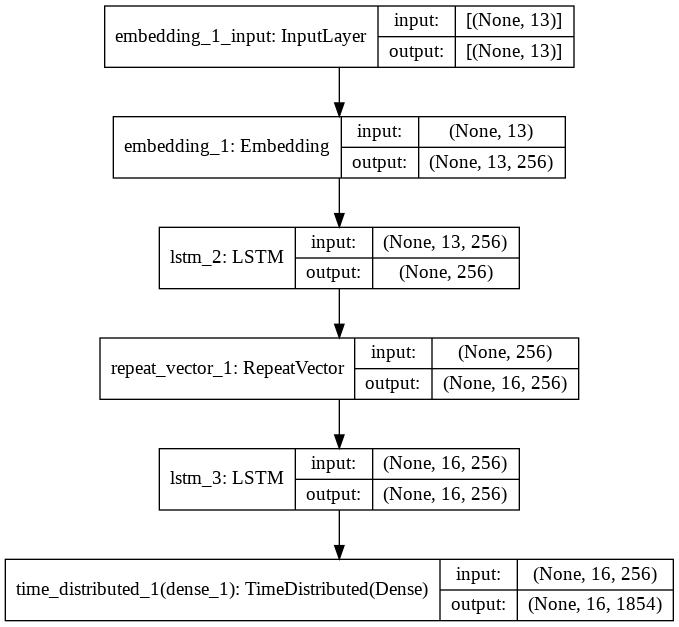 embedding_1_input: InputLayer
input: [(None, 13)]
output: [(None, 13)]
embedding_1: Embedding
input: (None, 13)
output: (None, 13, 256)
lstm_2: LSTM
input: (None, 13, 256)
output: (None, 256)
repeat_vector_1: RepeatVector
input: (None, 256)
output: (None, 16, 256)
lstm_3: LSTM
input: (None, 16, 256)
output: (None, 16, 256)
time_distributed_1(dense_1): TimeDistributed(Dense)
input: (None, 16, 256)
output: (None, 16, 1854)